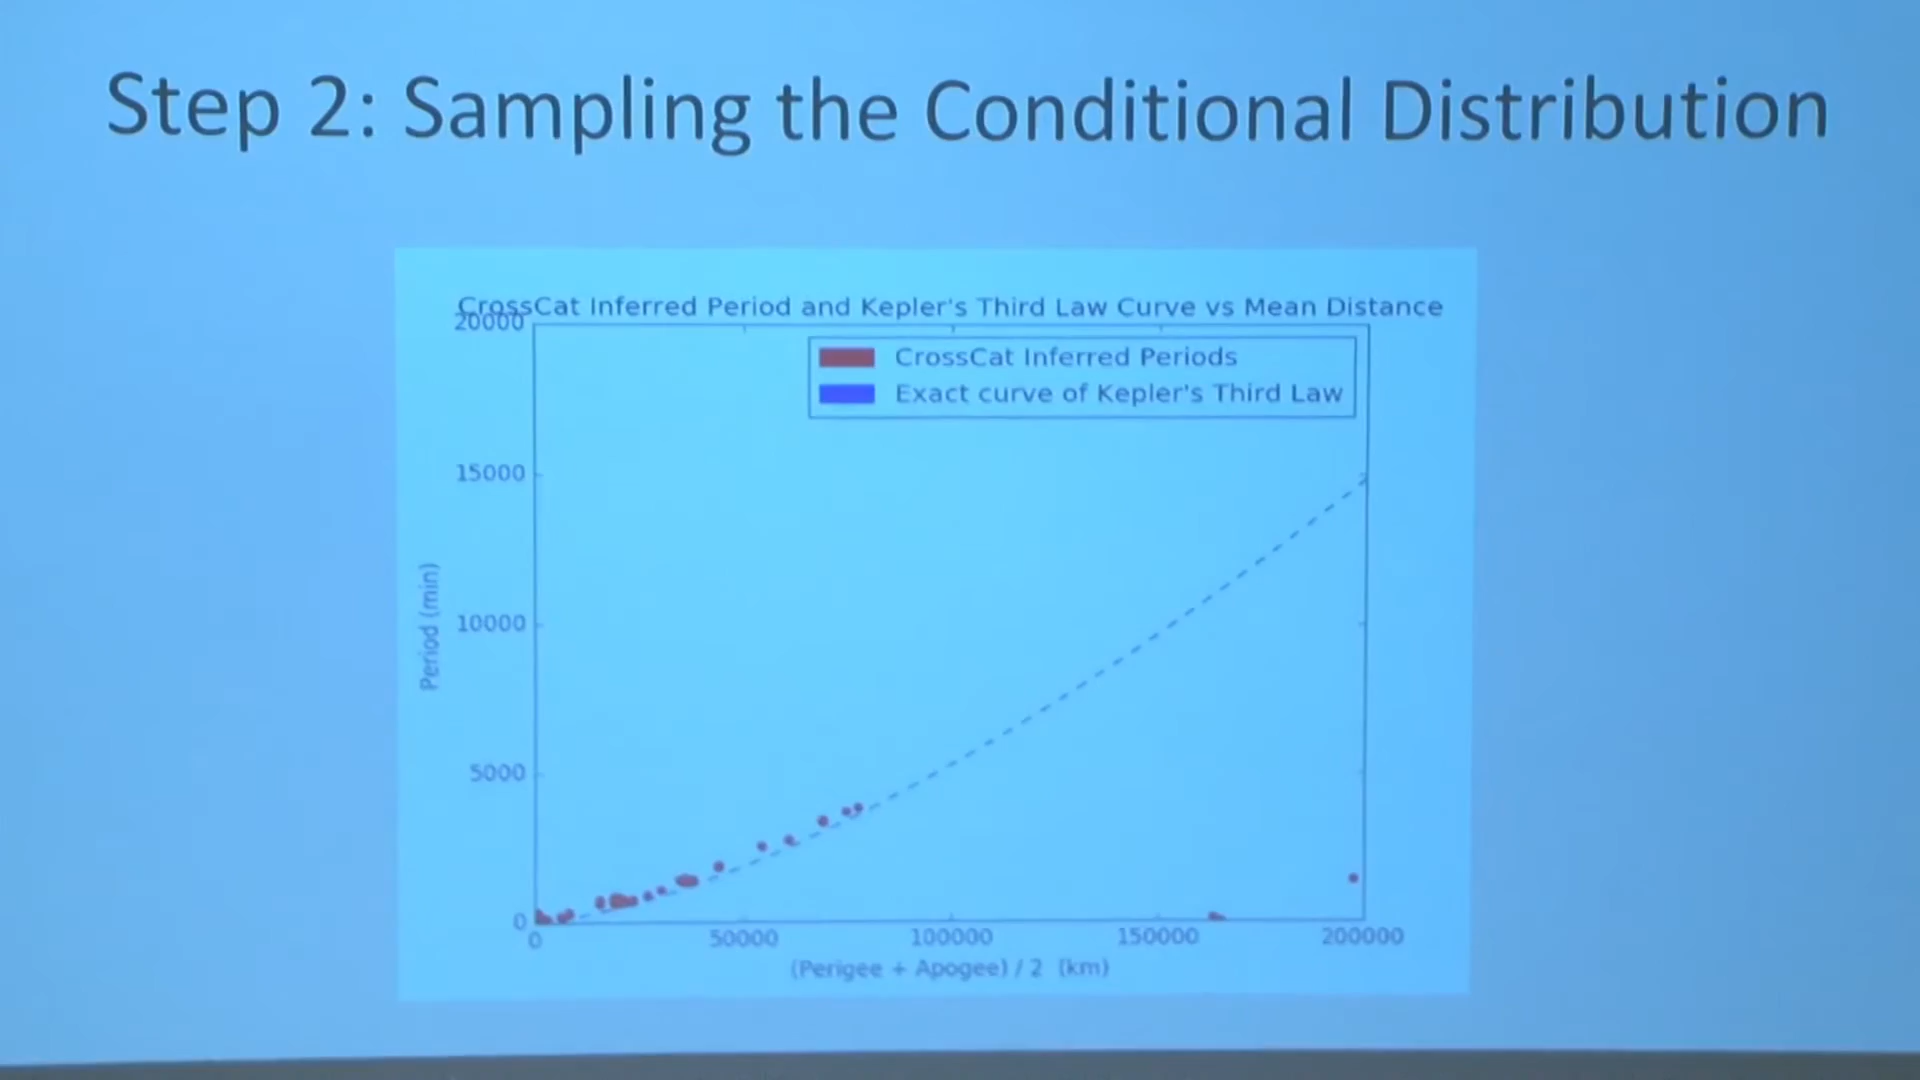 Step 2: Sampling the Conditional Distribution
CrossCat Inferred Period and Kepler's Third Law Curve vs Mean Distance
20000
CrossCat Inferred Periods
Exact curve of Kepler's Third Law
15000
10000
5000
0
Period (min)
0
50000
100000
150000
200000
(Perigee + Apogee) / 2 (km)